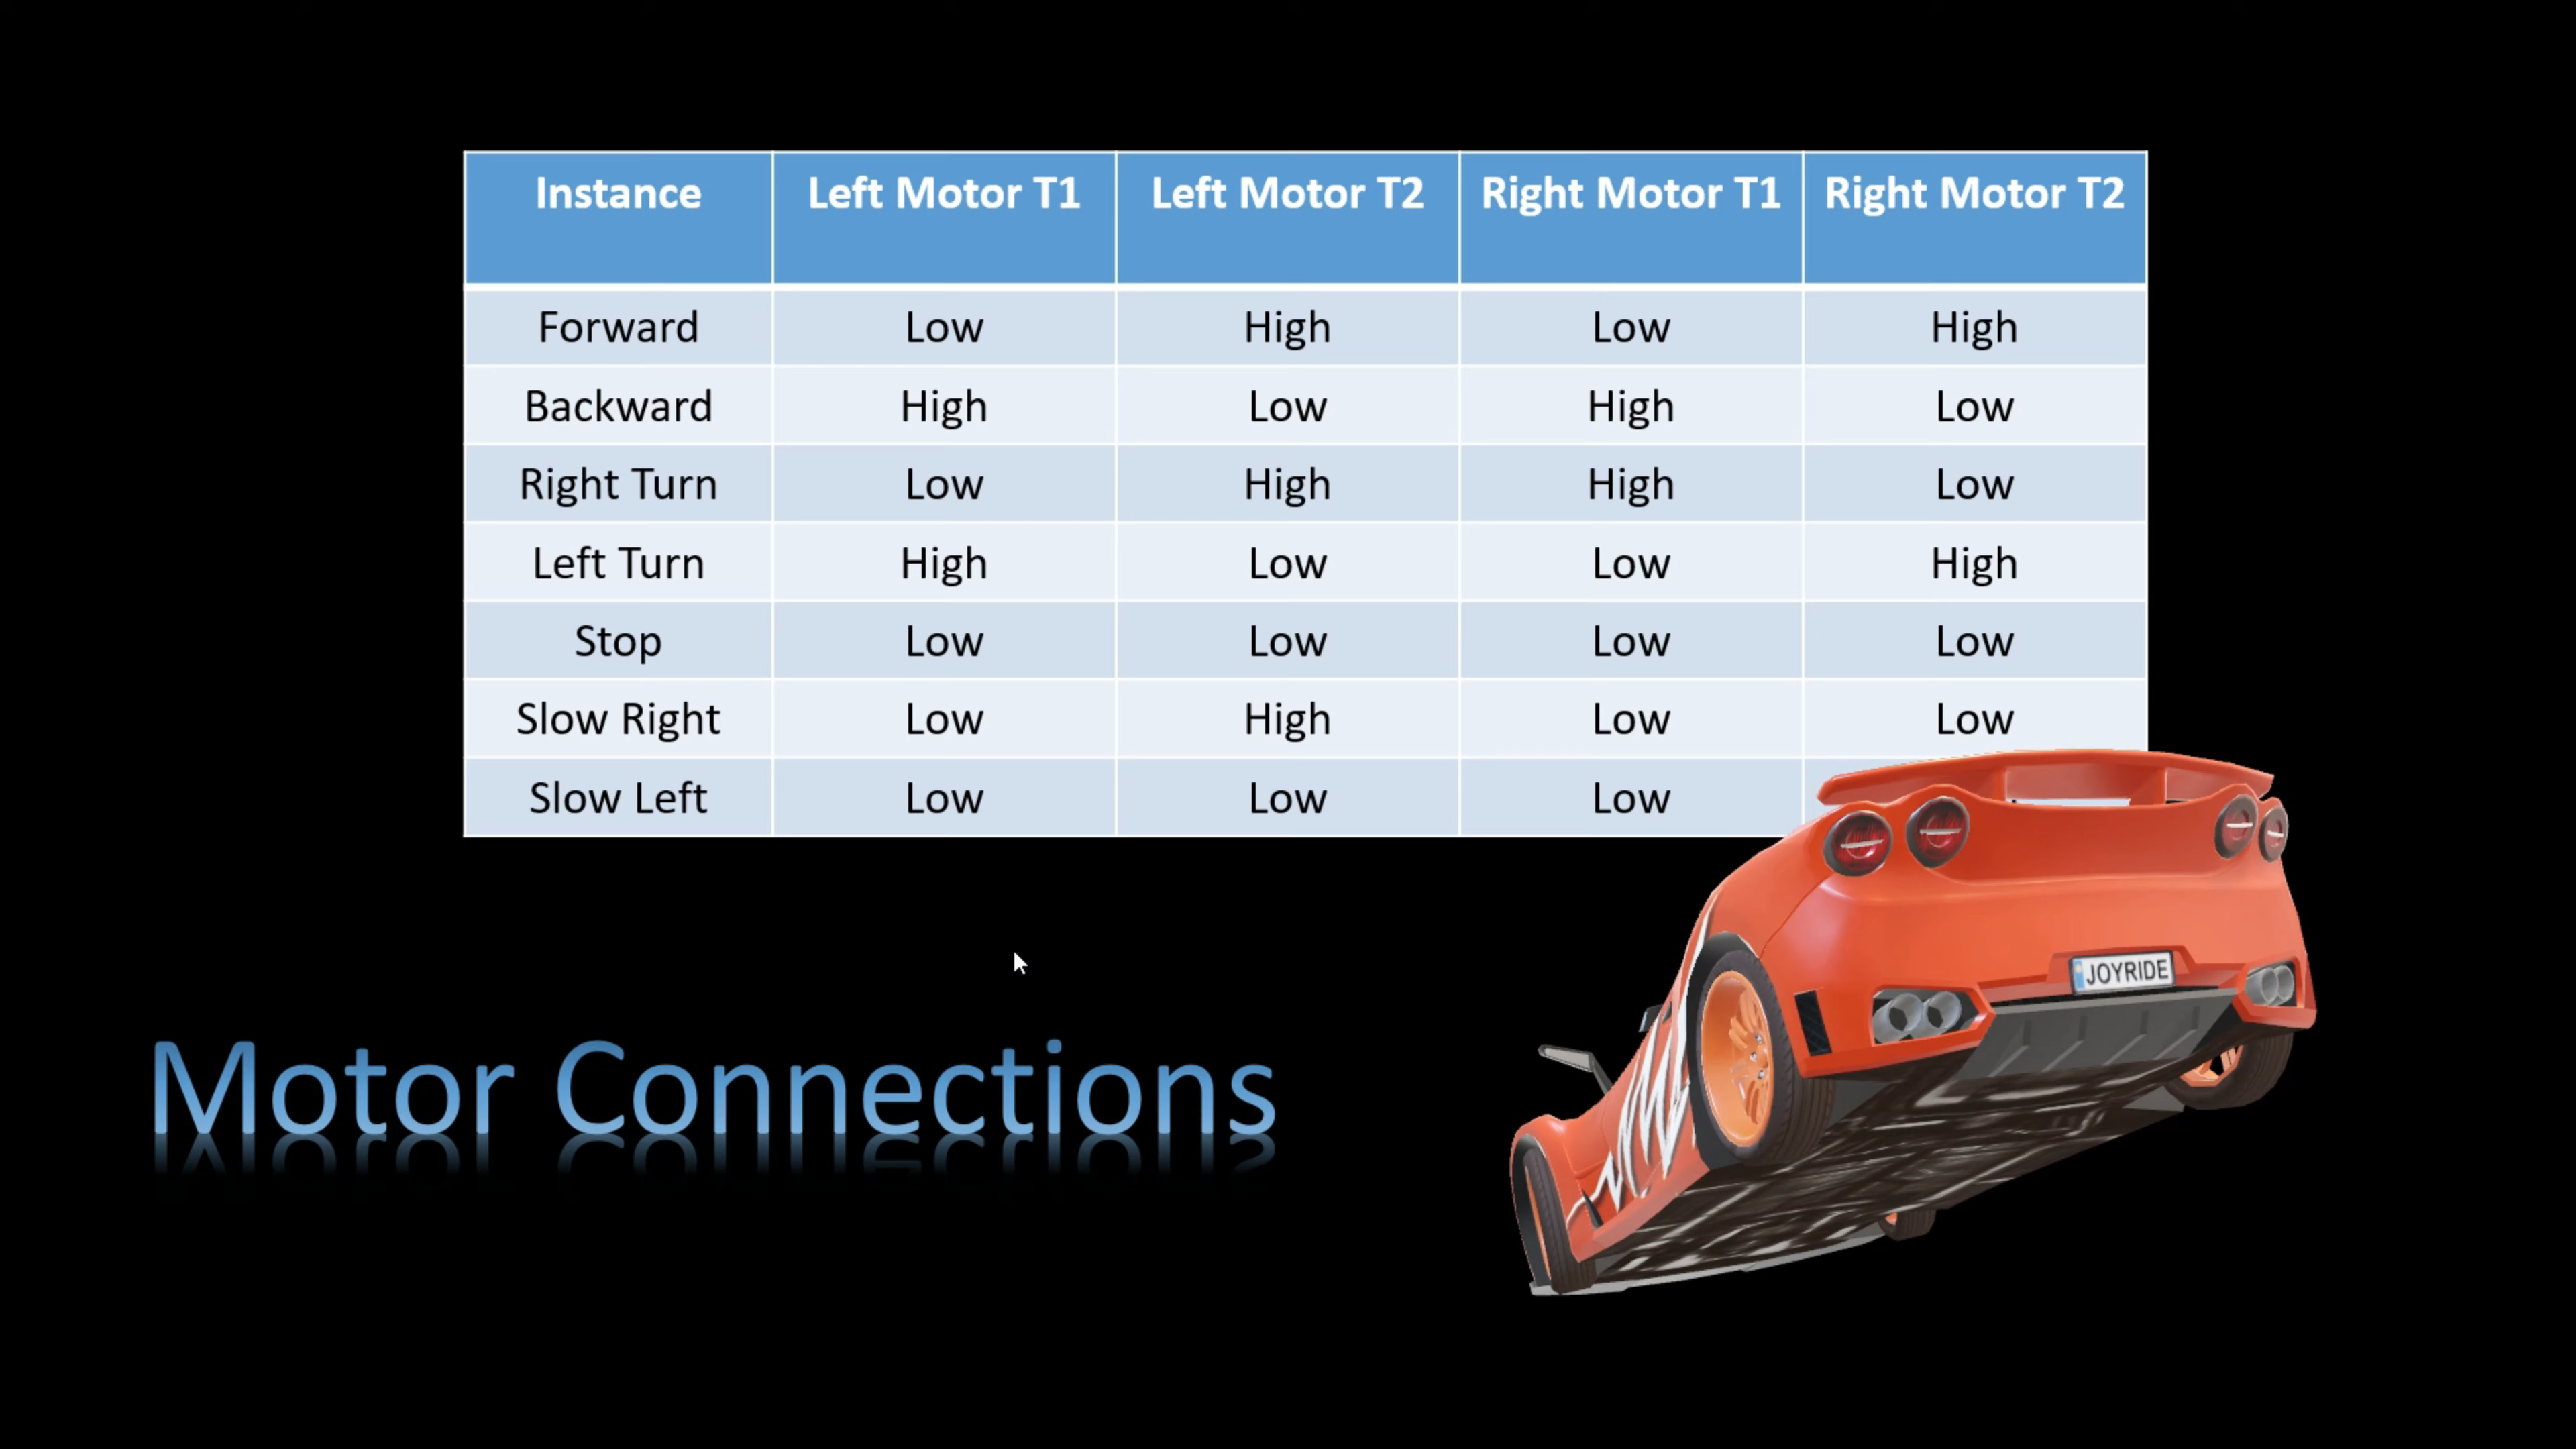 Instance Left Motor T1 Left Motor T2 Right Motor T1 Right Motor T2
Forward Low High Low High
Backward High Low High Low
Right Turn Low High High Low
Left Turn High Low Low High
Stop Low Low Low Low
Slow Right Low High Low Low
Slow Left Low Low Low
JOYRIDE
Motor Connections